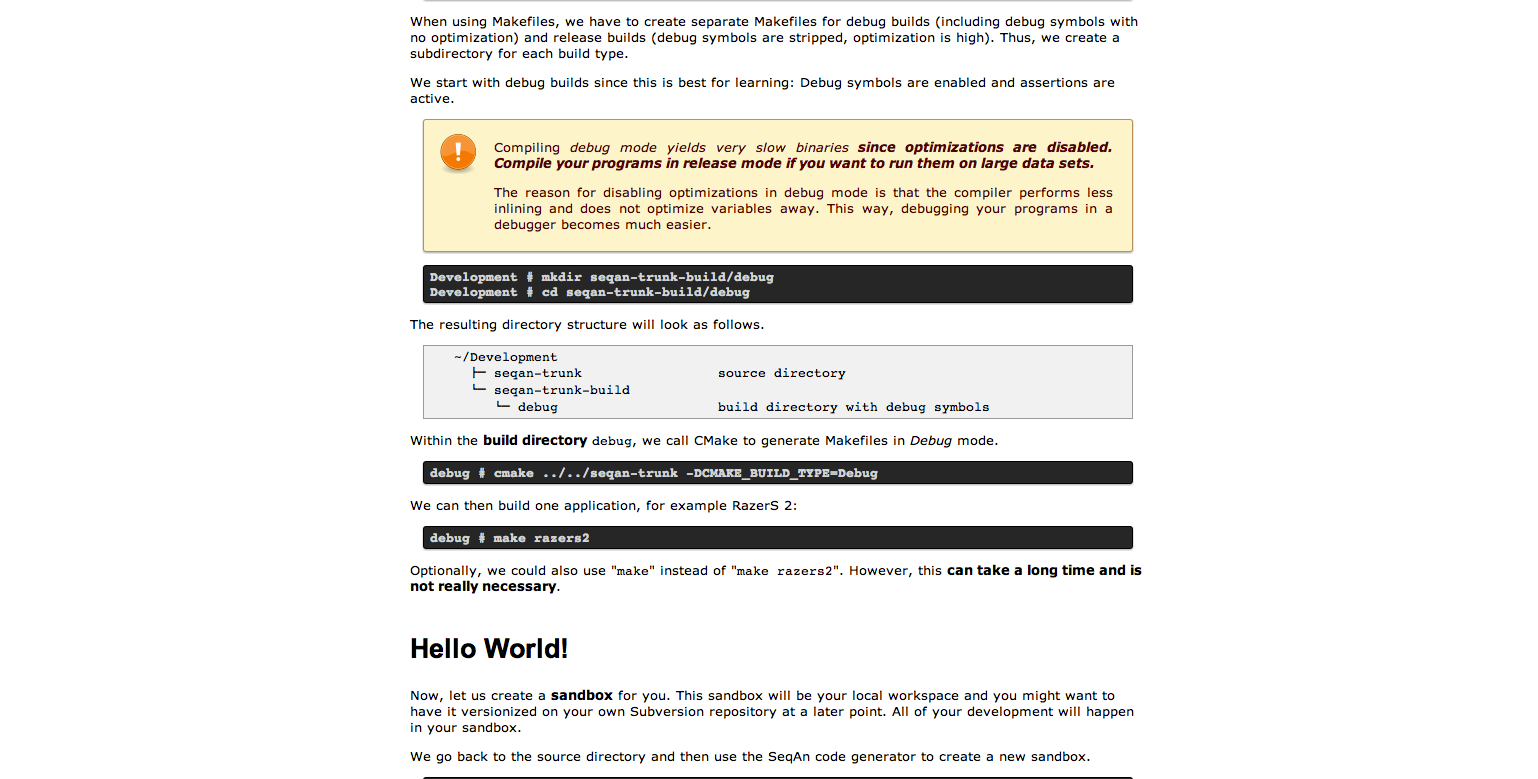 When using Makefiles, we have to create separate Makefiles for debug builds (including debug symbols with
no optimization) and release builds (debug symbols are stripped, optimization is high). Thus, we create a
subdirectory for each build type.
We start with debug builds since this is best for learning: Debug symbols are enabled and assertions are
active.
Compiling debug mode yields very slow binaries since optimizations are disabled.
Compile your programs in release mode if you want to run them on large data sets.
The reason for disabling optimizations in debug mode is that the compiler performs less
inlining and does not optimize variables away. This way, debugging your programs in a
debugger becomes much easier.
Development # mkdir seqan-trunk-build/debug
Development # cd seqan-trunk-build/debug
The resulting directory structure will look as follows.
~/Development
├─ seqan-trunk source directory
└─ seqan-trunk-build
└─ debug build directory with debug symbols
Within the build directory debug, we call CMake to generate Makefiles in Debug mode.
debug # cmake ../../seqan-trunk -DCMAKE_BUILD_TYPE=Debug
We can then build one application, for example RazerS 2:
debug # make razers2
Optionally, we could also use "make" instead of "make razers2". However, this can take a long time and is
not really necessary.
Hello World!
Now, let us create a sandbox for you. This sandbox will be your local workspace and you might want to
have it versionized on your own Subversion repository at a later point. All of your development will happen
in your sandbox.
We go back to the source directory and then use the SeqAn code generator to create a new sandbox.